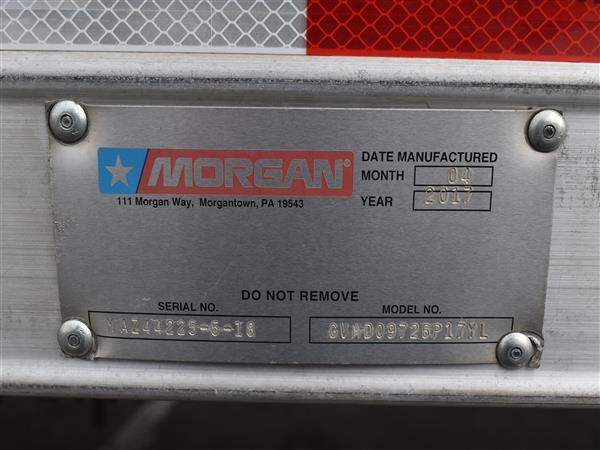 MORGAN®
111 Morgan Way, Morgantown, PA 19543
DATE MANUFACTURED
MONTH 04
YEAR 2017
DO NOT REMOVE
SERIAL NO.
MODEL NO.